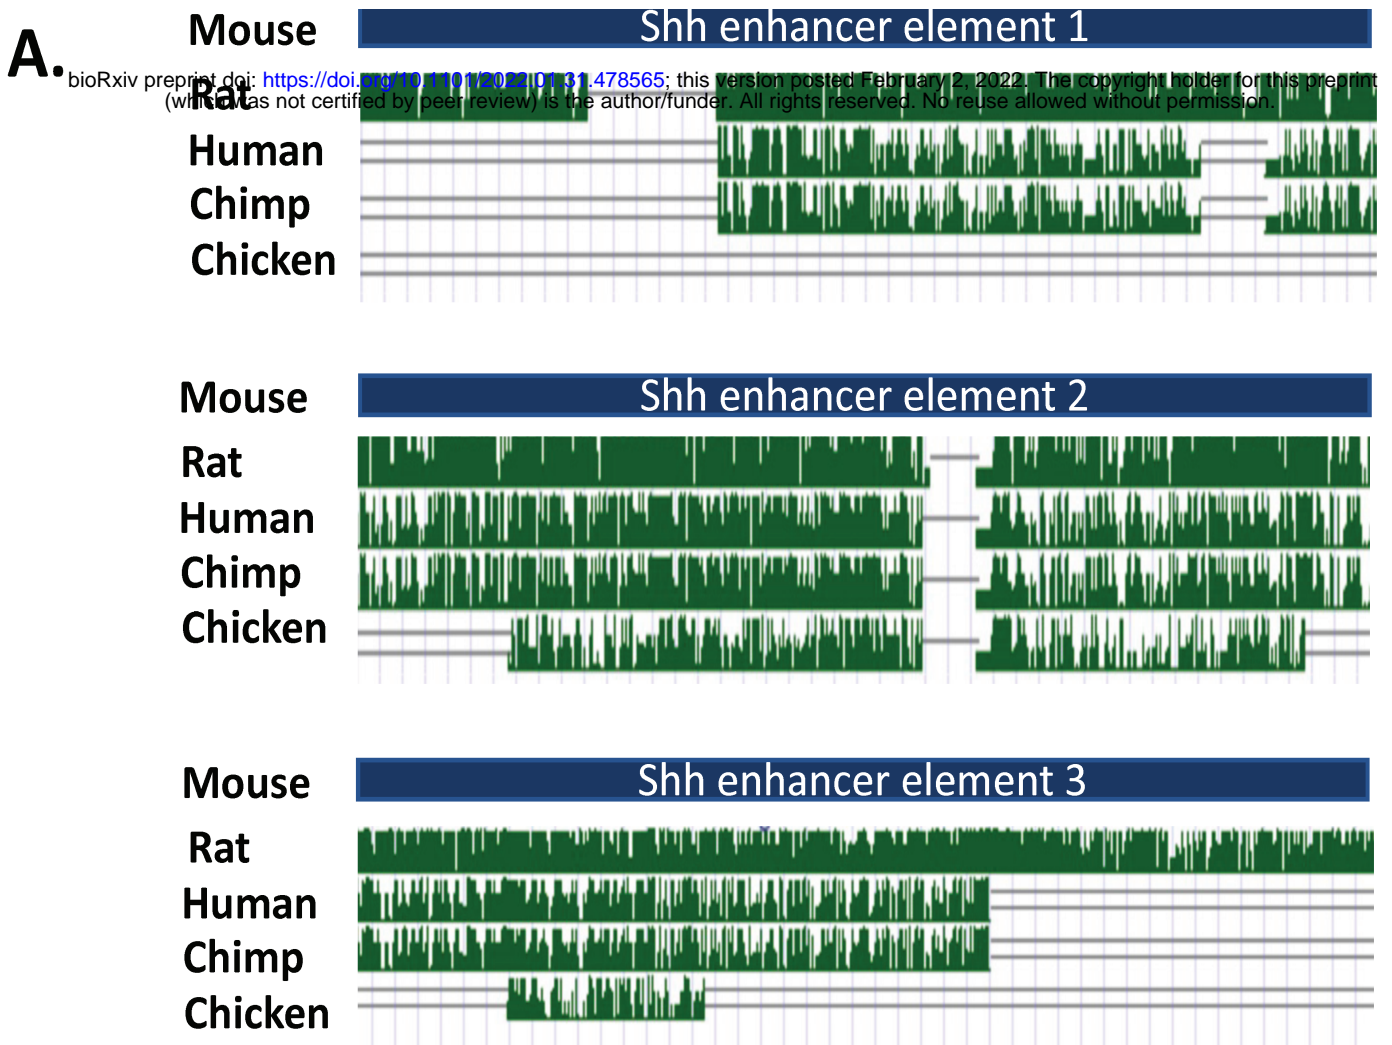 A.
Mouse
Shh enhancer element 1
bioRxiv preprint doi: https://doi.org/10.1101/2022.01.31.478565; this version posted February 2, 2022. The copyright holder for this preprint
(which was not certified by peer review) is the author/funder. All rights reserved. No reuse allowed without permission.
Rat
Human
Chimp
Chicken
Mouse
Shh enhancer element 2
Rat
Human
Chimp
Chicken
Mouse
Shh enhancer element 3
Rat
Human
Chimp
Chicken